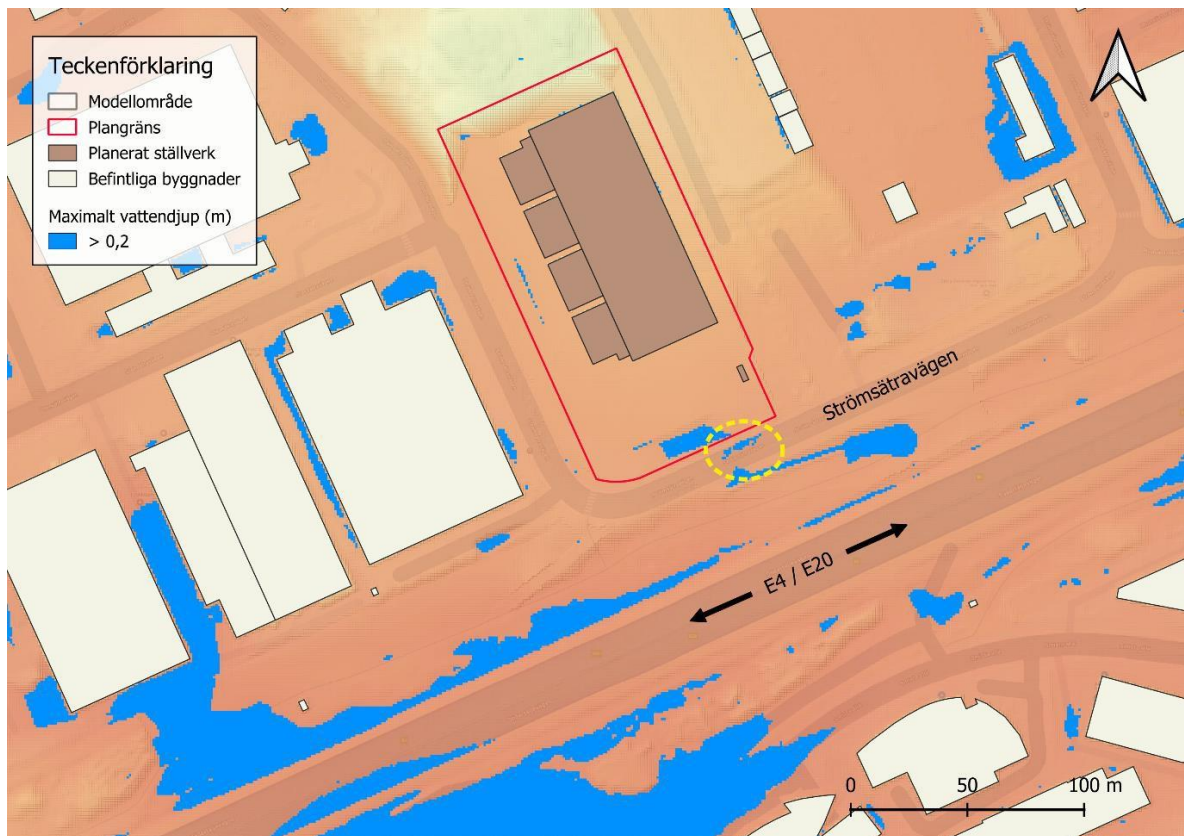 Teckenförklaring
Modellområde
Plangräns
Planerat ställverk
Befintliga byggnader
Maximalt vattendjup (m)
> 0,2
Strömsätravägen
E4 / E20
0 50 100 m